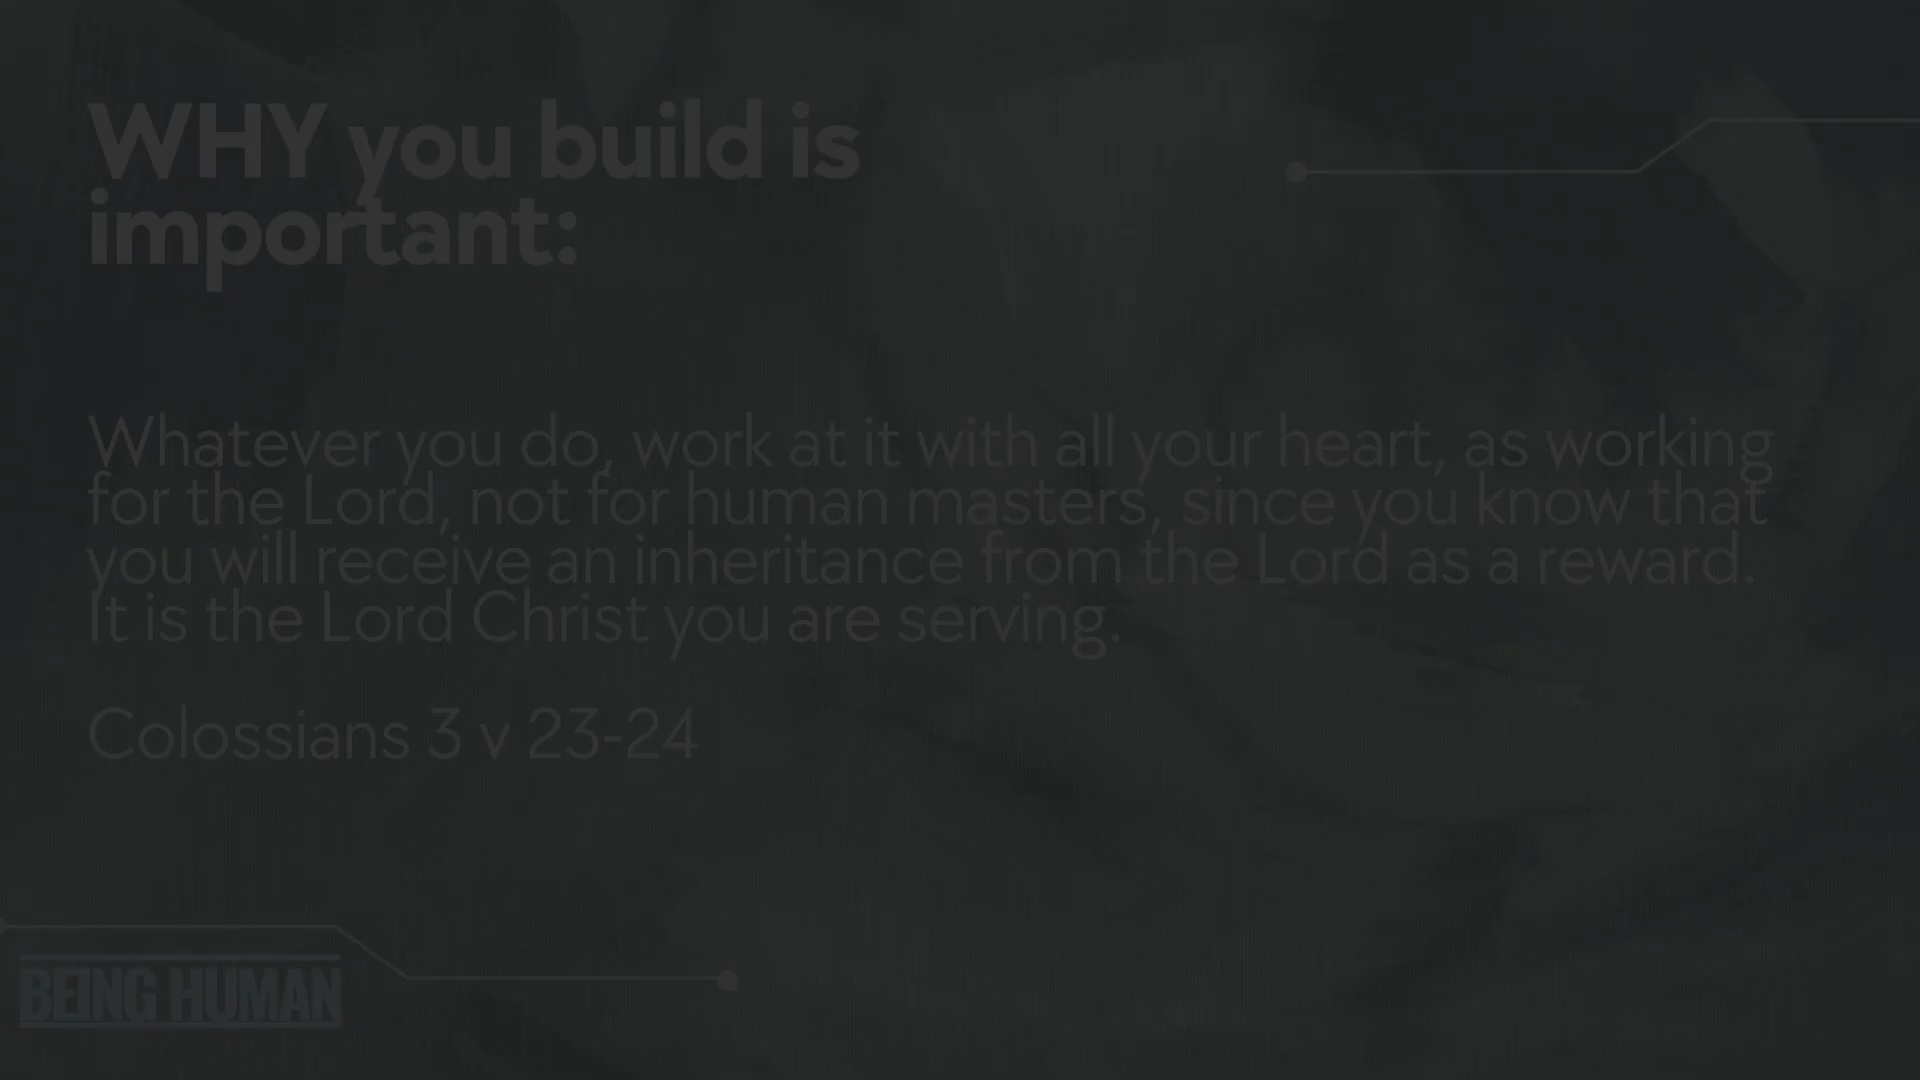 WHY you build is
important:
Whatever you do, work at it with all your heart, as working
for the Lord, not for human masters, since you know that
you will receive an inheritance from the Lord as a reward.
It is the Lord Christ you are serving.
Colossians 3 v 23-24
BEING HUMAN